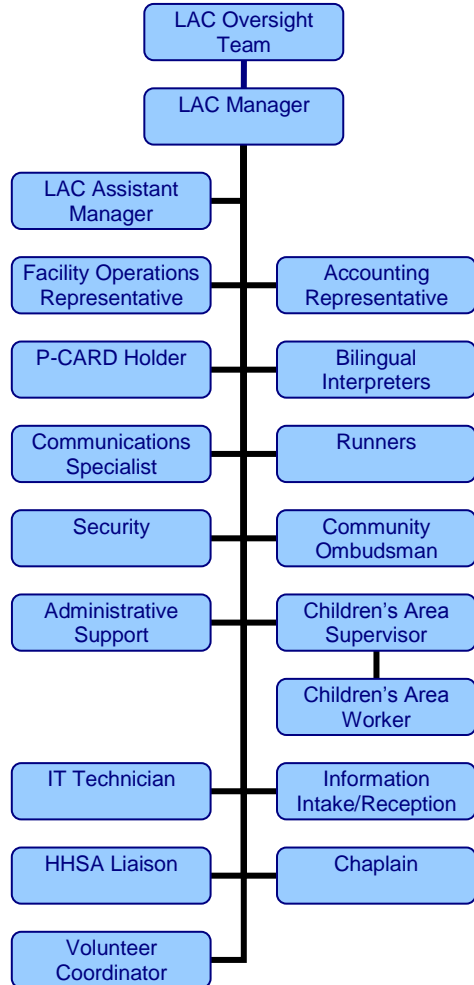 LAC Oversight
Team
LAC Manager
LAC Assistant
Manager
Facility Operations
Representative
Accounting
Representative
P-CARD Holder
Bilingual
Interpreters
Communications
Specialist
Runners
Security
Community
Ombudsman
Administrative
Support
Children’s Area
Supervisor
Children’s Area
Worker
IT Technician
Information
Intake/Reception
HHSA Liaison
Chaplain
Volunteer
Coordinator